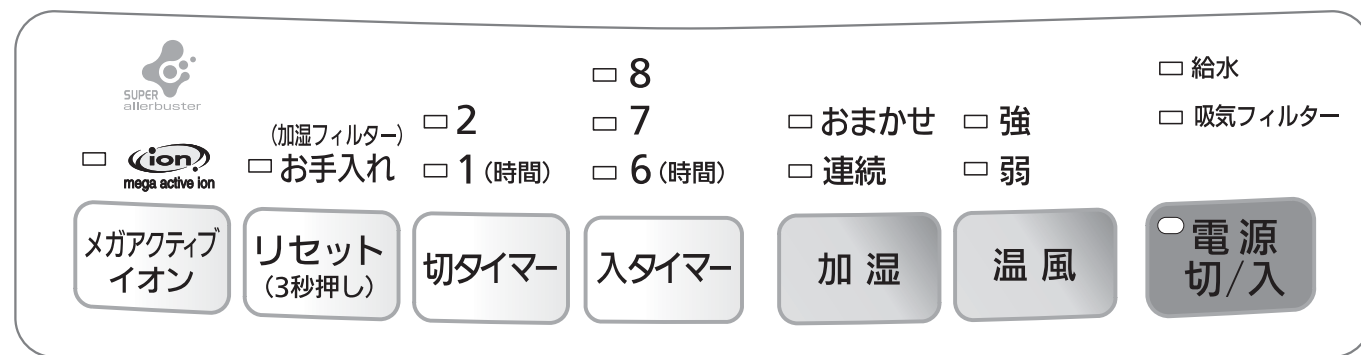 SUPER
allerbuster
ion
mega active ion
メガアクティブ
イオン
(加湿フィルター)
お手入れ
リセット
(3秒押し)
2
1 (時間)
切タイマー
8
7
6 (時間)
入タイマー
おまかせ
連続
加湿
強
弱
温風
給水
吸気フィルター
電源
切/入